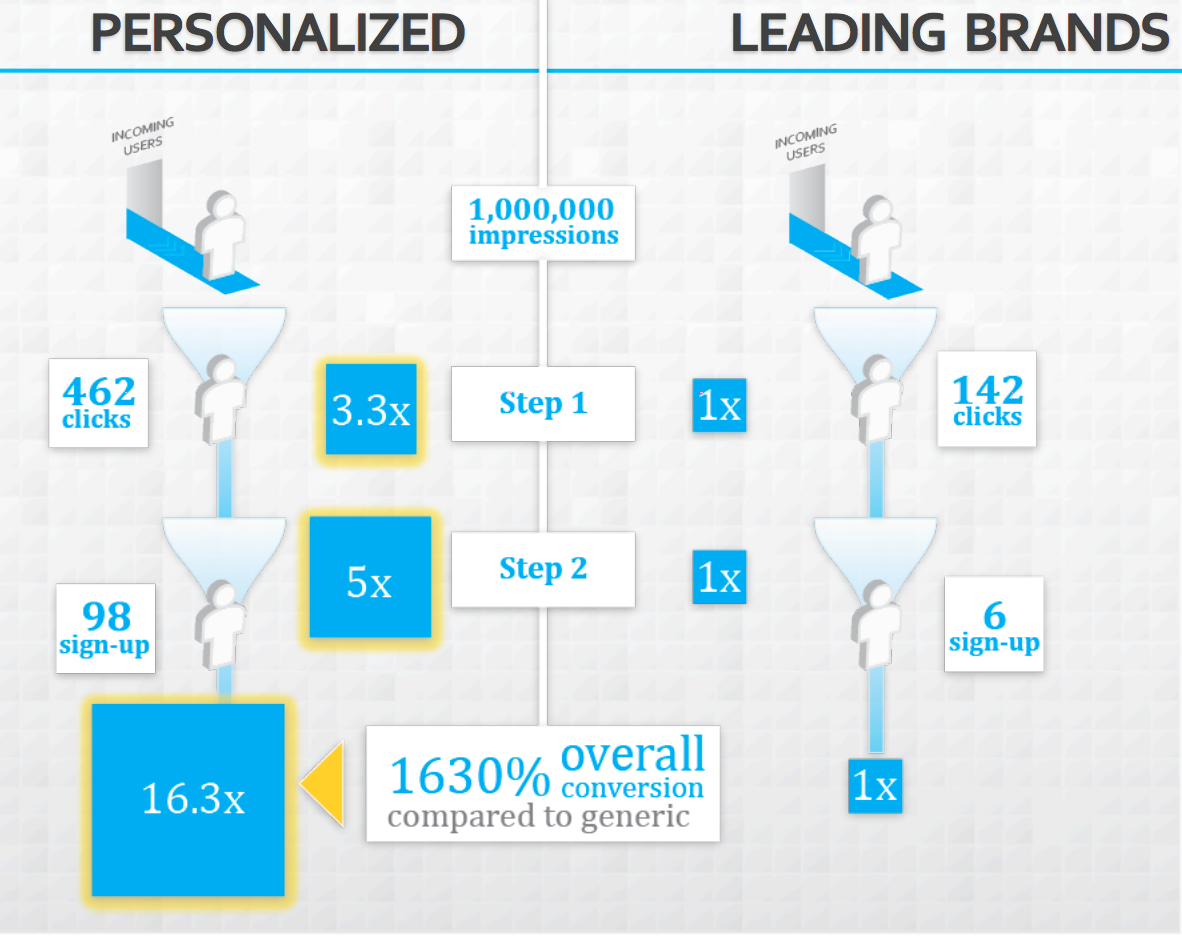 PERSONALIZED
LEADING BRANDS
INCOMING
USERS
INCOMING
USERS
1,000,000
impressions
462
clicks
3.3x
Step 1
1x
142
clicks
98
sign-up
5x
Step 2
1x
6
sign-up
16.3x
1630% overall
conversion
compared to generic
1x